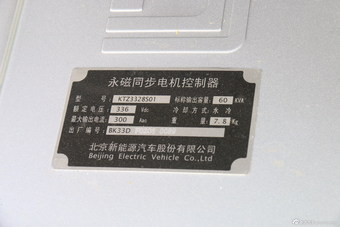 永磁同步电机控制器
型 号: KTZ3328S01 标称输出容量: 60 KVA
额定电压: 336 Vdc 冷却方式: 水 冷
最大输出电流: 300 Aac 重 量: 7.8 Kg
出厂编号: BK33D
北京新能源汽车股份有限公司
Beijing Electric Vehicle Co.,Ltd